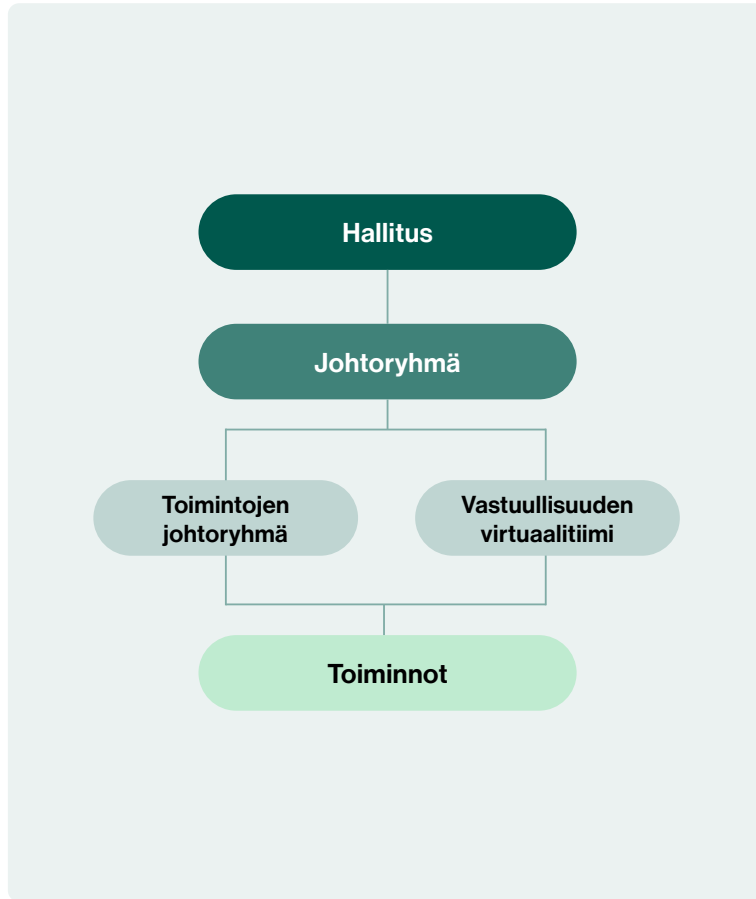 Hallitus
Johtoryhmä
Toimintojen
johtoryhmä
Vastuullisuuden
virtuaalitiimi
Toiminnot